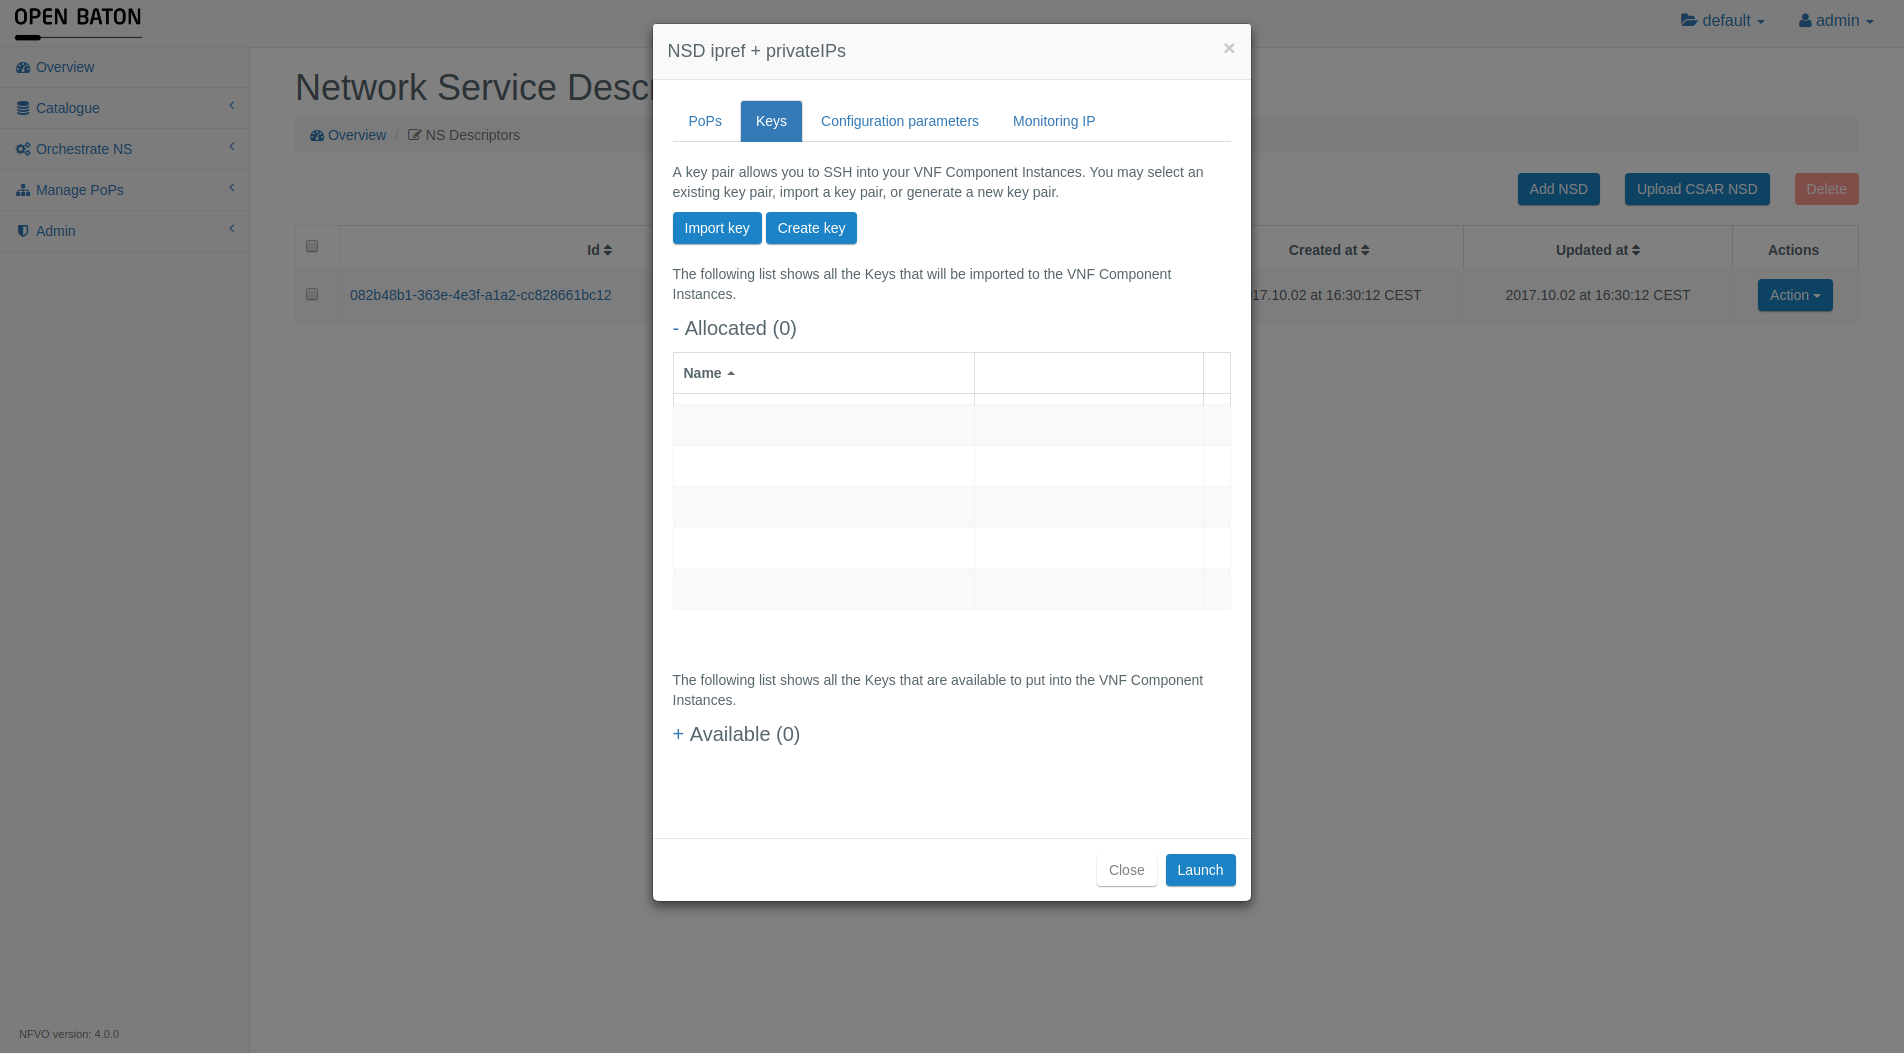 OPEN BATON
default
admin
Overview
Catalogue
Orchestrate NS
Manage PoPs
Admin
Network Service Descr
Overview / NS Descriptors
Add NSD
Upload CSAR NSD
Delete
Id
Created at
Updated at
Actions
082b48b1-363e-4e3f-a1a2-cc828661bc12
17.10.02 at 16:30:12 CEST
2017.10.02 at 16:30:12 CEST
Action
NSD ipref + privateIPs
×
PoPs
Keys
Configuration parameters
Monitoring IP
A key pair allows you to SSH into your VNF Component Instances. You may select an
existing key pair, import a key pair, or generate a new key pair.
Import key
Create key
The following list shows all the Keys that will be imported to the VNF Component
Instances.
- Allocated (0)
Name
The following list shows all the Keys that are available to put into the VNF Component
Instances.
+ Available (0)
Close
Launch
NFVO version: 4.0.0